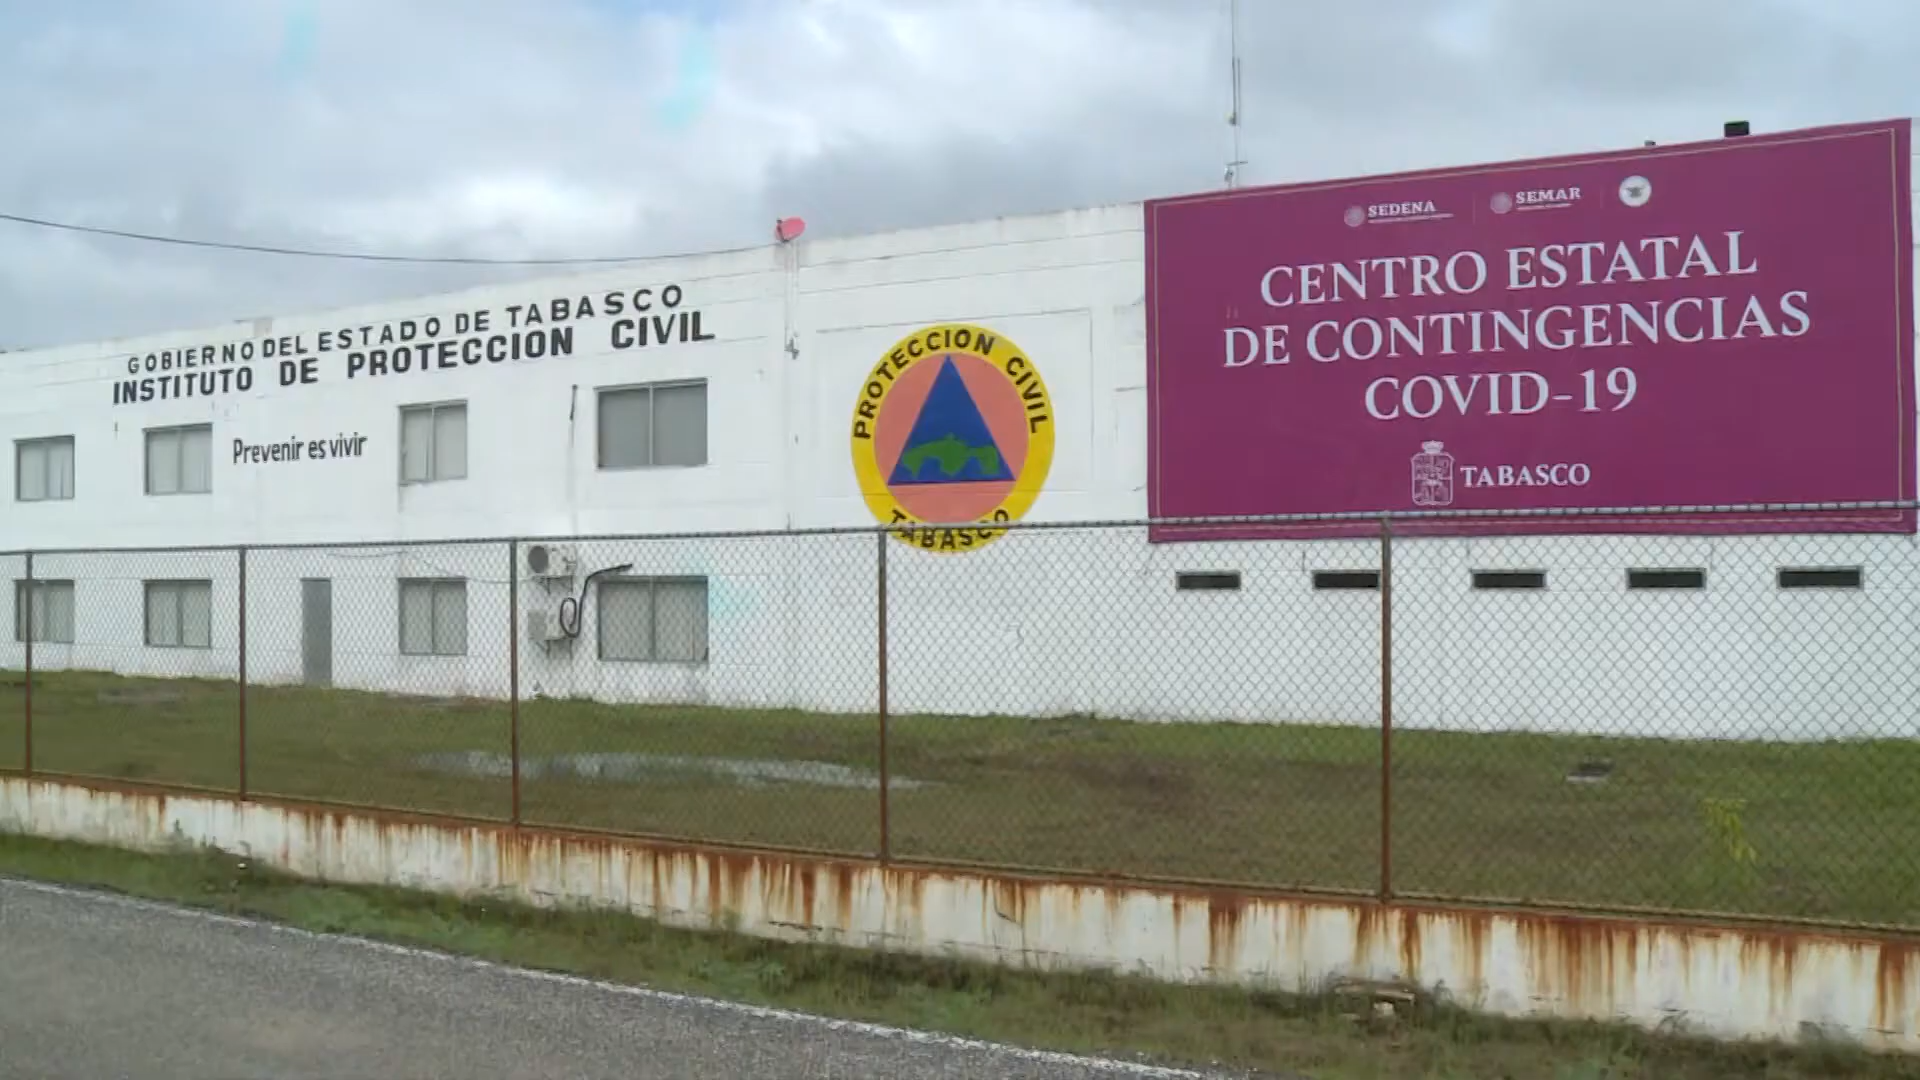 GOBIERNO DEL ESTADO DE TABASCO
INSTITUTO DE PROTECCION CIVIL
Prevenir es vivir
PROTECCION CIVIL
TABASCO
SEDENA
SEMAR
CENTRO ESTATAL
DE CONTINGENCIAS
COVID-19
TABASCO